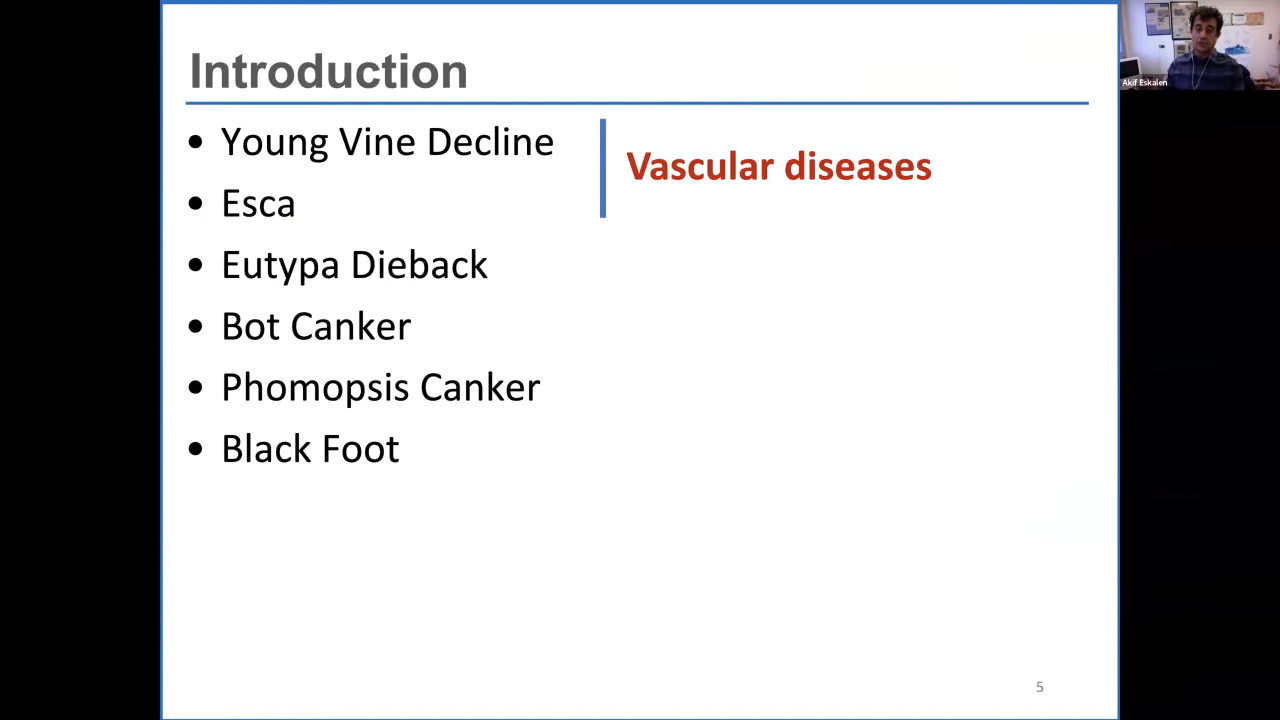 Introduction
• Young Vine Decline
• Esca
• Eutypa Dieback
• Bot Canker
• Phomopsis Canker
• Black Foot
Vascular diseases
5
Akif Eskalen